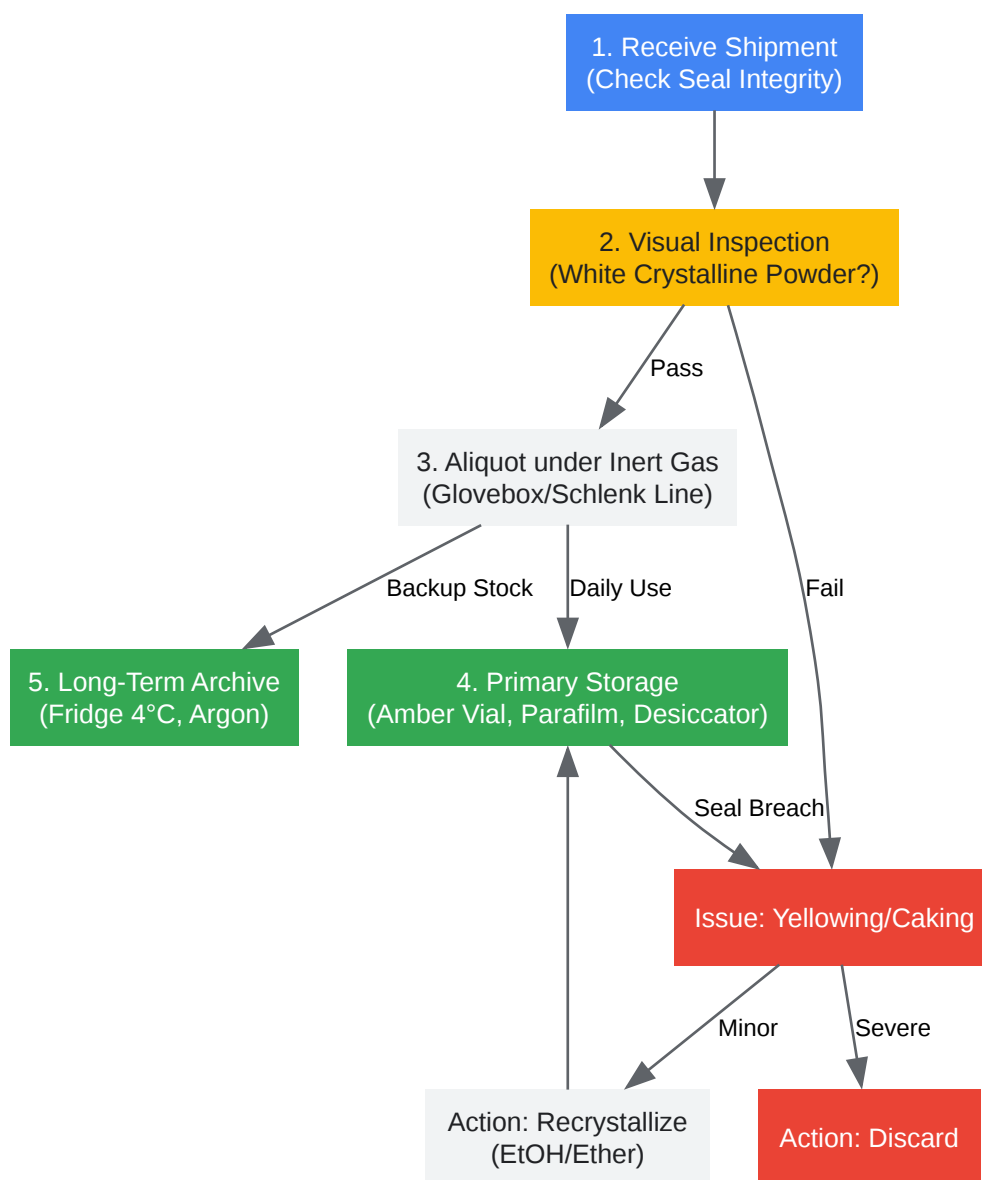 1. Receive Shipment
(Check Seal Integrity)
2. Visual Inspection
(White Crystalline Powder?)
Pass
3. Aliquot under Inert Gas
(Glovebox/Schlenk Line)
Backup Stock
Daily Use
Fail
5. Long-Term Archive
(Fridge 4°C, Argon)
4. Primary Storage
(Amber Vial, Parafilm, Desiccator)
Seal Breach
Issue: Yellowing/Caking
Minor
Severe
Action: Recrystallize
(EtOH/Ether)
Action: Discard